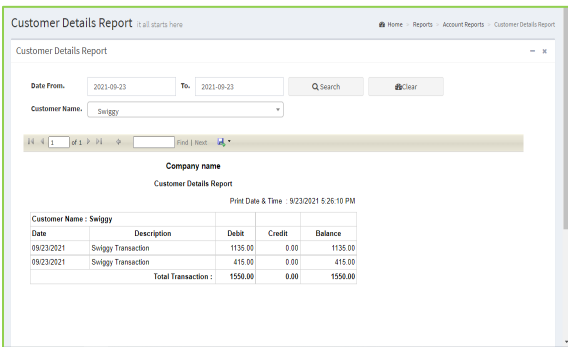 Customer Details Report it all starts here
Home > Reports > Account Reports > Customer Details Report
Customer Details Report
Date From. 2021-09-23 To. 2021-09-23 Search Clear
Customer Name. Swiggy
1 of 1 Find | Next
Company name
Customer Details Report
Print Date & Time : 9/23/2021 5:26:10 PM
Customer Name : Swiggy
Date Description Debit Credit Balance
09/23/2021 Swiggy Transaction 1135.00 0.00 1135.00
09/23/2021 Swiggy Transaction 415.00 0.00 415.00
Total Transaction : 1550.00 0.00 1550.00